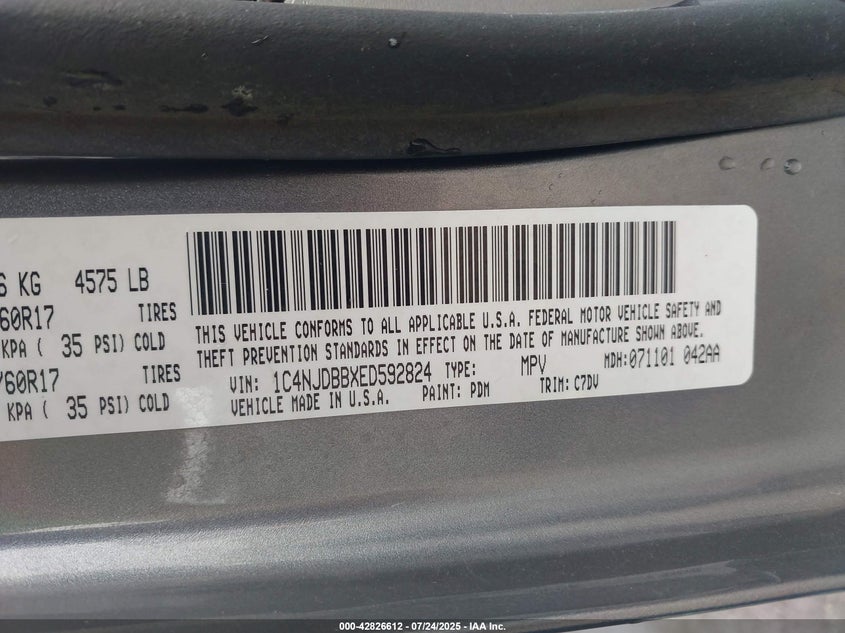 6 KG 4575 LB
60R17 TIRES
KPA ( 35 PSI) COLD
/60R17 TIRES
KPA ( 35 PSI) COLD
THIS VEHICLE CONFORMS TO ALL APPLICABLE U.S.A. FEDERAL MOTOR VEHICLE SAFETY AND
THEFT PREVENTION STANDARDS IN EFFECT ON THE DATE OF MANUFACTURE SHOWN ABOVE.
VIN: 1C4NJDBBXED592824 TYPE: MPV MDH:071101 042AA
VEHICLE MADE IN U.S.A. PAINT: PDM TRIM: C7DV
000-42826612 - 07/24/2025 - IAA Inc.